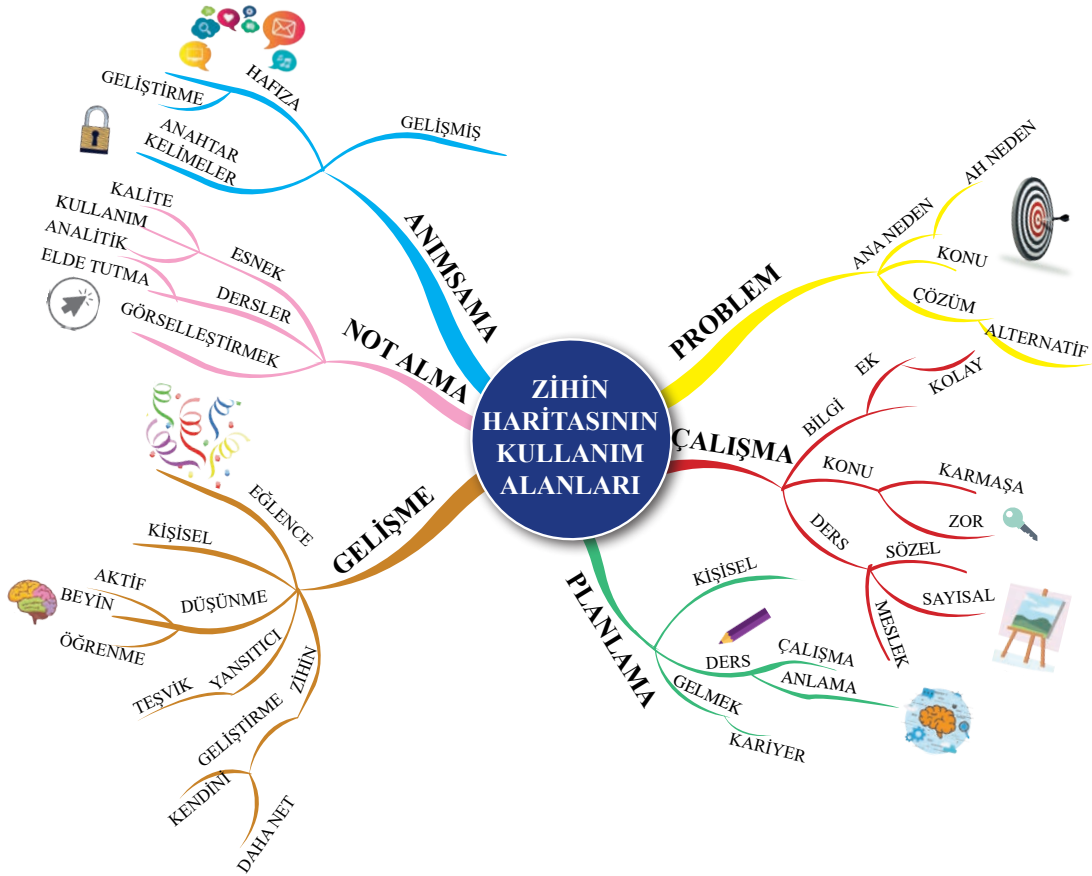 ZİHİN
HARİTASININ
KULLANIM
ALANLARI
ANIMSAMA
HAFIZA
GELİŞTİRME
ANAHTAR
KELİMELER
GELİŞMİŞ
NOT ALMA
ESNEK
KALİTE
KULLANIM
ANALİTİK
DERSLER
ELDE TUTMA
GÖRSELLEŞTİRMEK
GELİŞME
EĞLENCE
KİŞİSEL
DÜŞÜNME
AKTİF
BEYİN
ÖĞRENME
YANSITICI
TEŞVİK
ZİHİN
GELİŞTİRME
KENDİNİ
DAHA NET
PROBLEM
ANA NEDEN
AH NEDEN
KONU
ÇÖZÜM
ALTERNATİF
ÇALIŞMA
BİLGİ
EK
KOLAY
KONU
KARMAŞA
ZOR
DERS
SÖZEL
SAYISAL
MESLEK
PLANLAMA
KİŞİSEL
DERS
ÇALIŞMA
ANLAMA
GELMEK
KARİYER